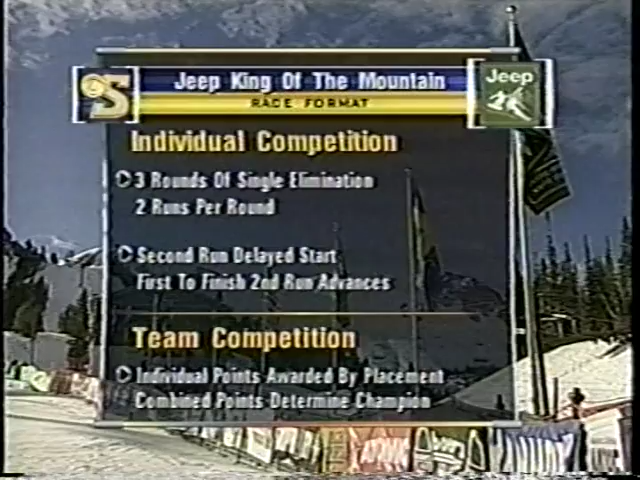 S
Jeep King Of The Mountain
Jeep
RACE FORMAT
Individual Competition
3 Rounds Of Single Elimination
2 Runs Per Round
Second Run Delayed Start
First To Finish 2nd Run Advances
Team Competition
Individual Points Awarded By Placement
Combined Points Determine Champion